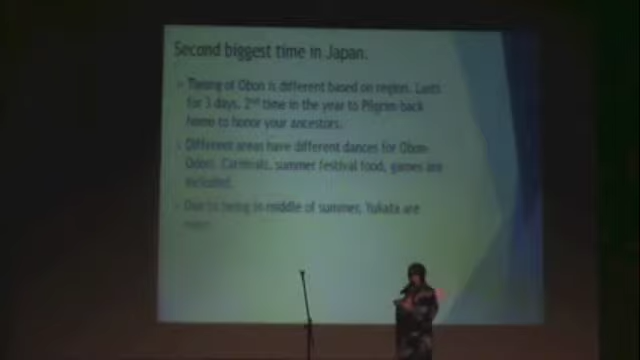 Second biggest time in Japan.
Timing of Obon is different based on region. Lasts
for 3 days. 2nd time in the year to Pilgrim back
home to honor your ancestors.
Different areas have different dances for Obon-
Odori. Carnivals, summer festival food, games are
included.
Due to being in middle of summer, Yukata are